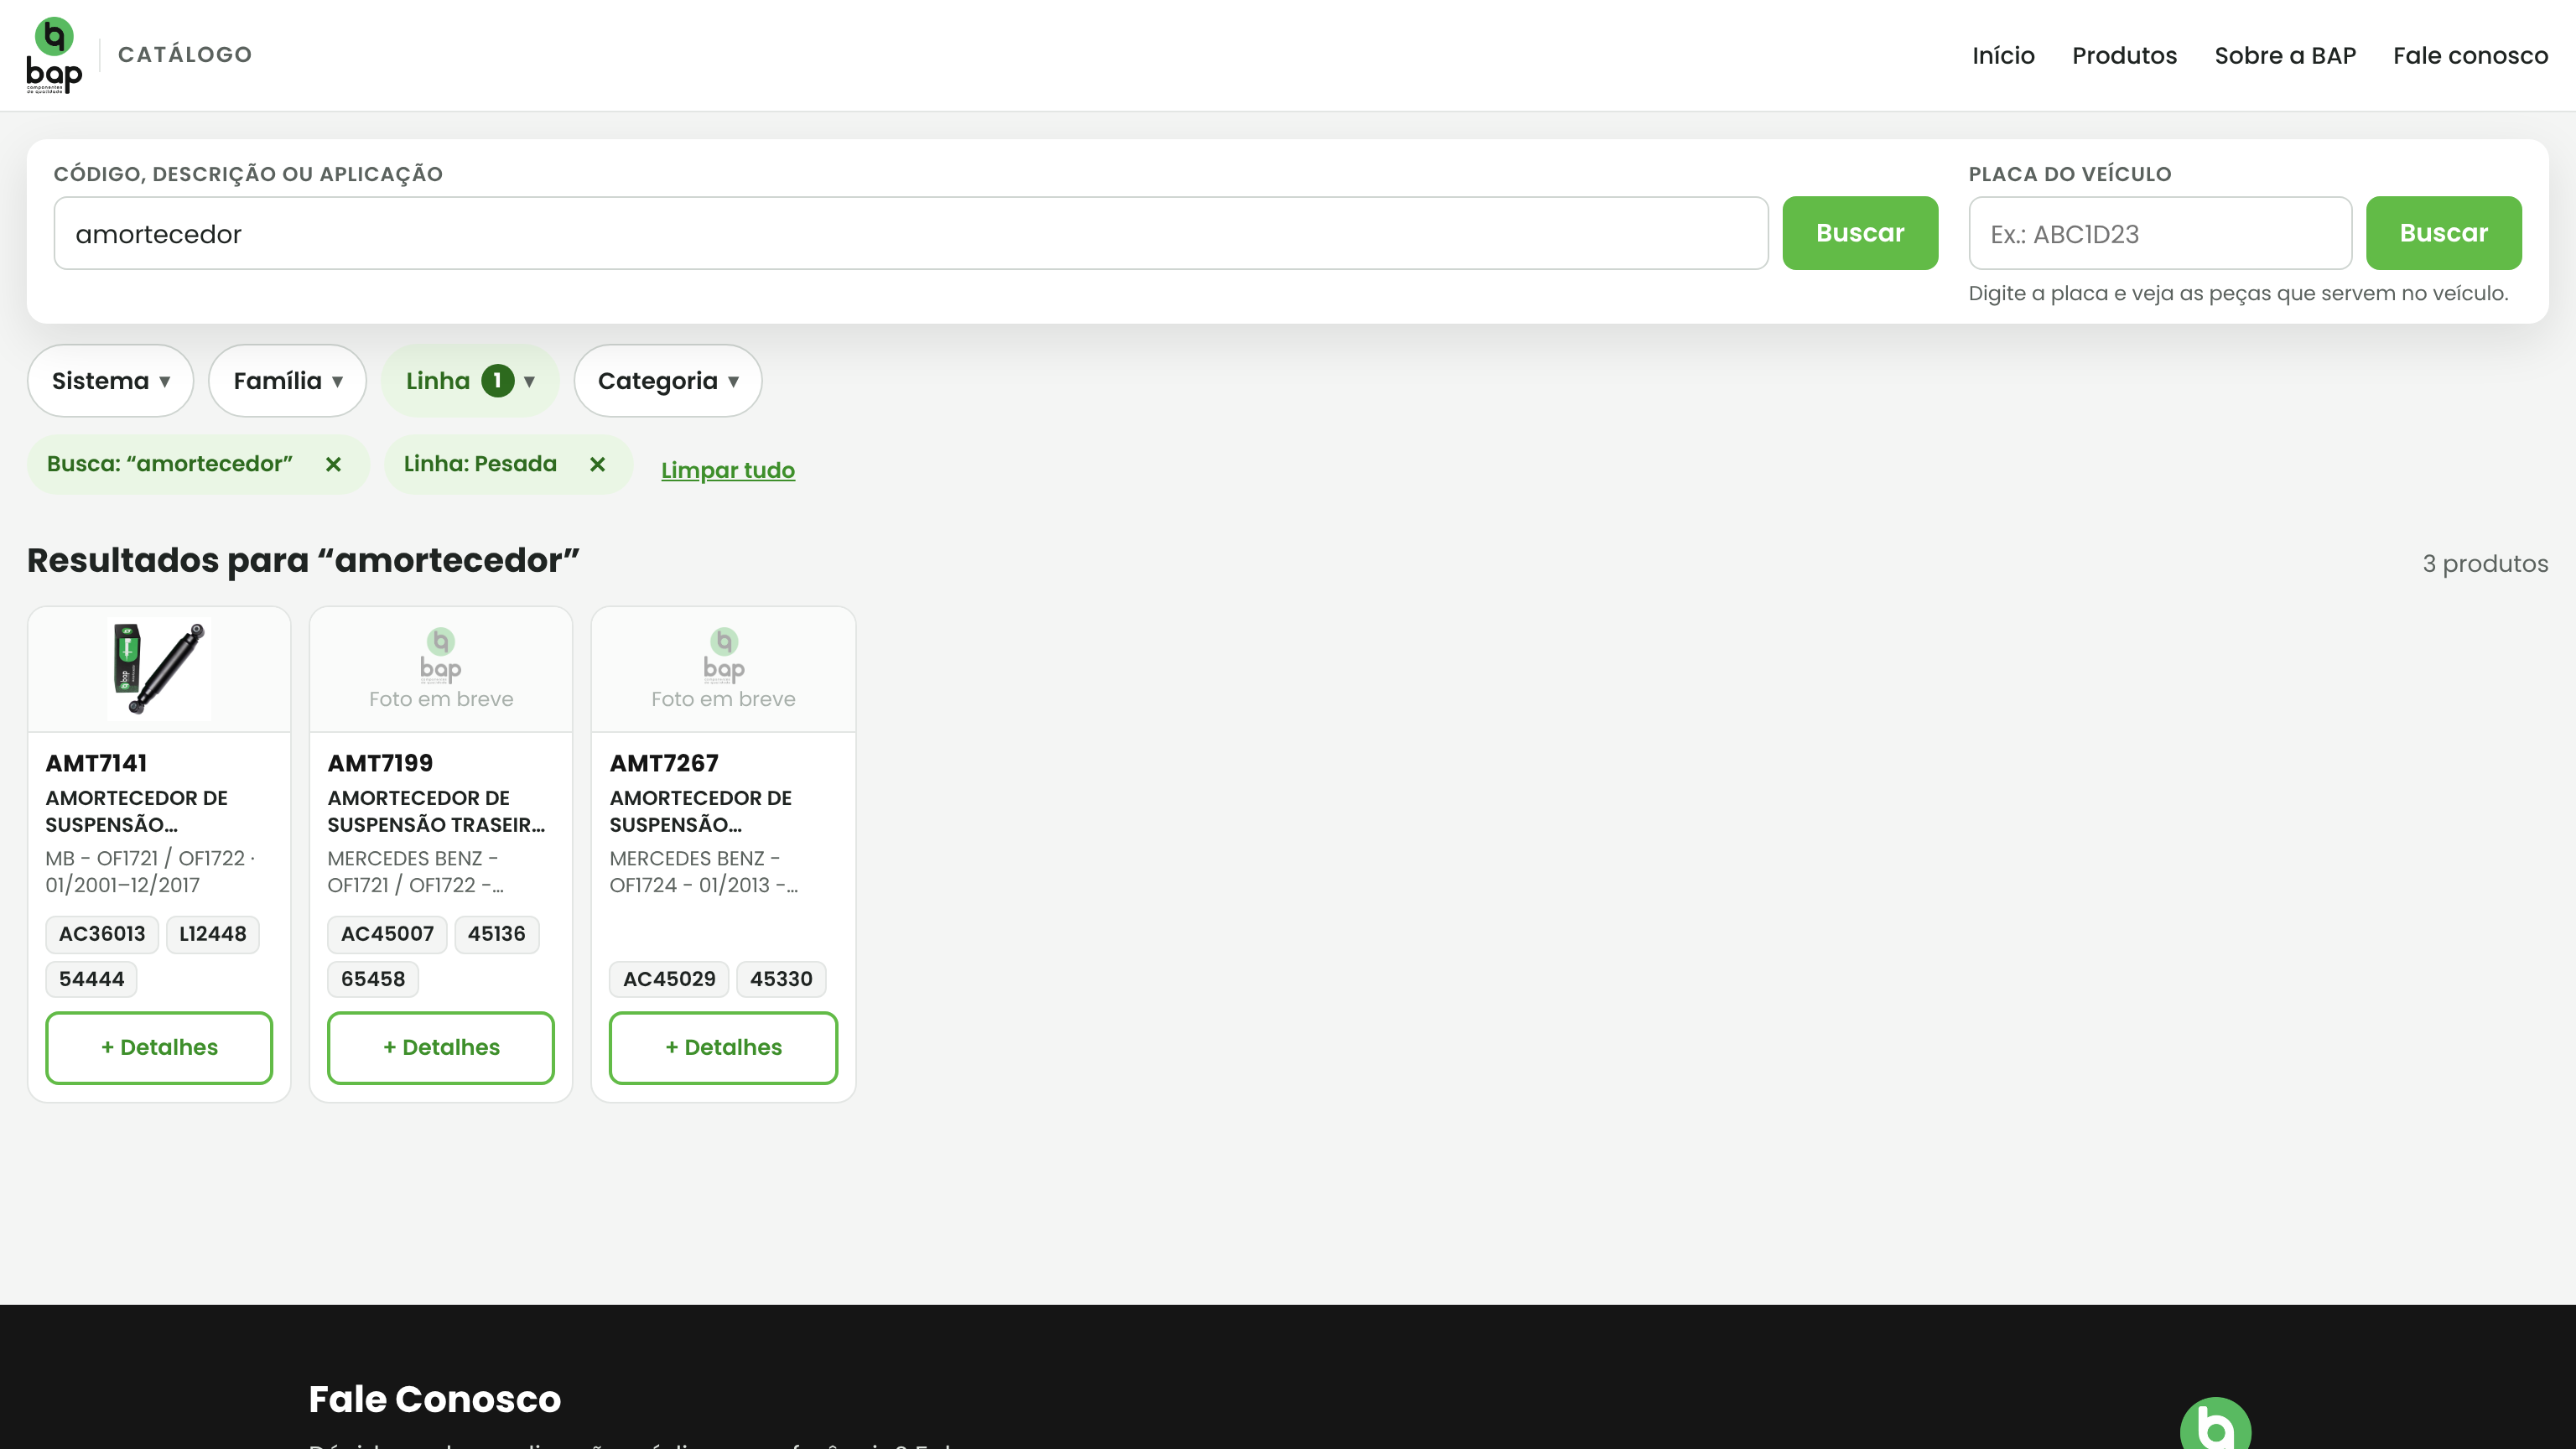 bap
componentes
de qualidade
CATÁLOGO
Início Produtos Sobre a BAP Fale conosco
CÓDIGO, DESCRIÇÃO OU APLICAÇÃO
amortecedor
Buscar
PLACA DO VEÍCULO
Ex.: ABC1D23
Buscar
Digite a placa e veja as peças que servem no veículo.
Sistema ▾ Família ▾ Linha 1 ▾ Categoria ▾
Busca: “amortecedor” ✕ Linha: Pesada ✕ Limpar tudo
Resultados para “amortecedor”
3 produtos
AMT7141
AMORTECEDOR DE
SUSPENSÃO...
MB - OF1721 / OF1722 ·
01/2001–12/2017
AC36013 L12448
54444
+ Detalhes
bap
Foto em breve
AMT7199
AMORTECEDOR DE
SUSPENSÃO TRASEIR...
MERCEDES BENZ -
OF1721 / OF1722 -...
AC45007 45136
65458
+ Detalhes
bap
Foto em breve
AMT7267
AMORTECEDOR DE
SUSPENSÃO...
MERCEDES BENZ -
OF1724 - 01/2013 -...
AC45029 45330
+ Detalhes
Fale Conosco